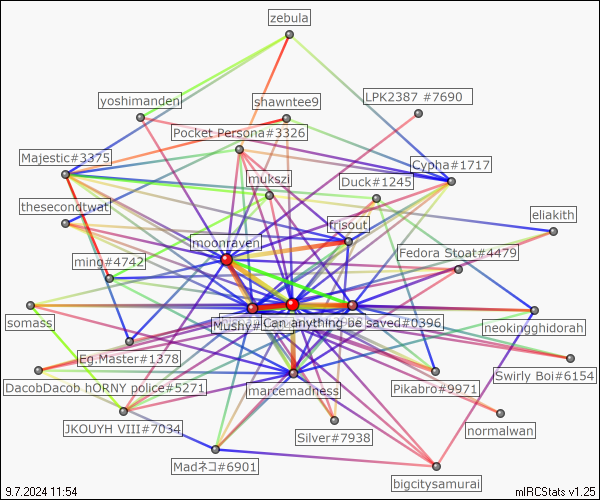 zebula
yoshimanden
shawntee9
LPK2387 #7690
Pocket Persona#3326
Majestic#3375
Cypha#1717
mukszi
Duck#1245
thesecondtwat
frisout
eliakith
moonraven
Fedora Stoat#4479
ming#4742
somass
Mushy#
Can anything be saved#0396
neokingghidorah
Eg.Master#1378
Swirly Boi#6154
DacobDacob hORNY police#5271
marcemadness
Pikabro#9971
JKOUYH VIII#7034
Silver#7938
normalwan
Madネコ#6901
bigcitysamurai
9.7.2024 11:54
mIRCStats v1.25